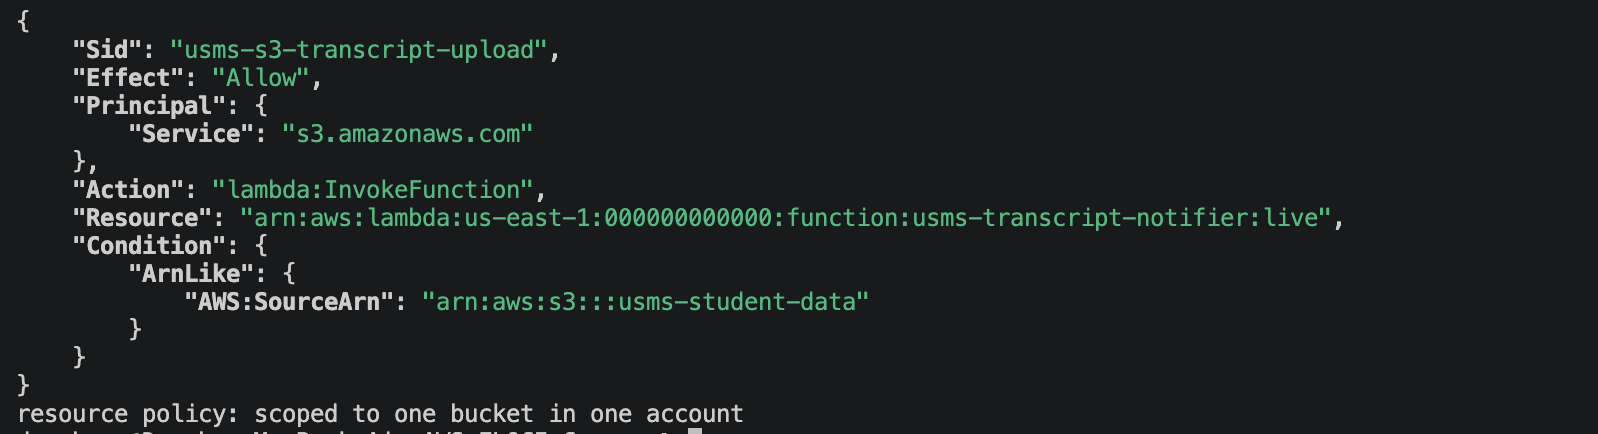 {
    "Sid": "usms-s3-transcript-upload",
    "Effect": "Allow",
    "Principal": {
        "Service": "s3.amazonaws.com"
    },
    "Action": "lambda:InvokeFunction",
    "Resource": "arn:aws:lambda:us-east-1:000000000000:function:usms-transcript-notifier:live",
    "Condition": {
        "ArnLike": {
            "AWS:SourceArn": "arn:aws:s3:::usms-student-data"
        }
    }
}
resource policy: scoped to one bucket in one account